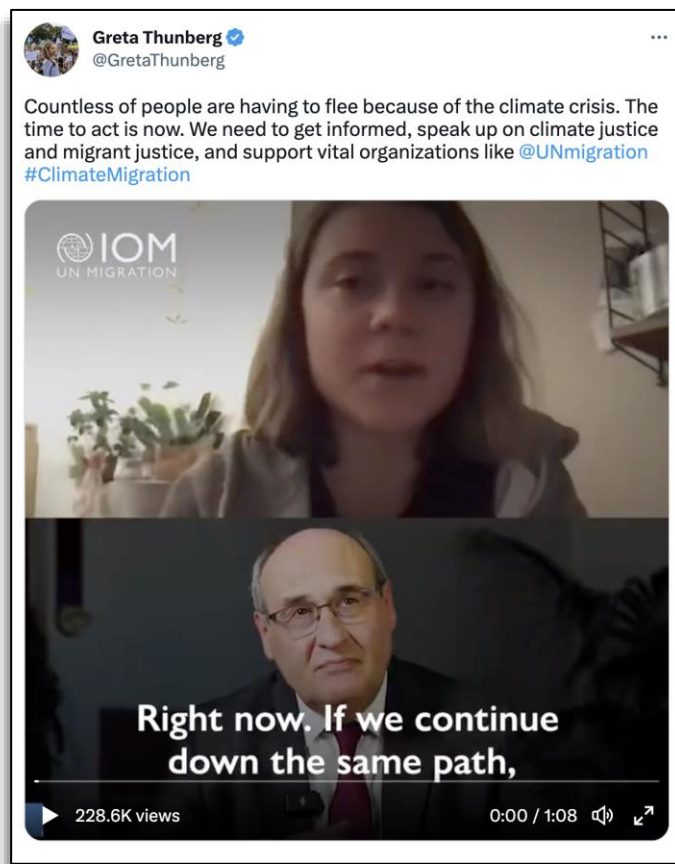 Greta Thunberg
@GretaThunberg
Countless of people are having to flee because of the climate crisis. The
time to act is now. We need to get informed, speak up on climate justice
and migrant justice, and support vital organizations like @UNmigration
#ClimateMigration
IOM
UN MIGRATION
Right now. If we continue
down the same path,
228.6K views
0:00 / 1:08